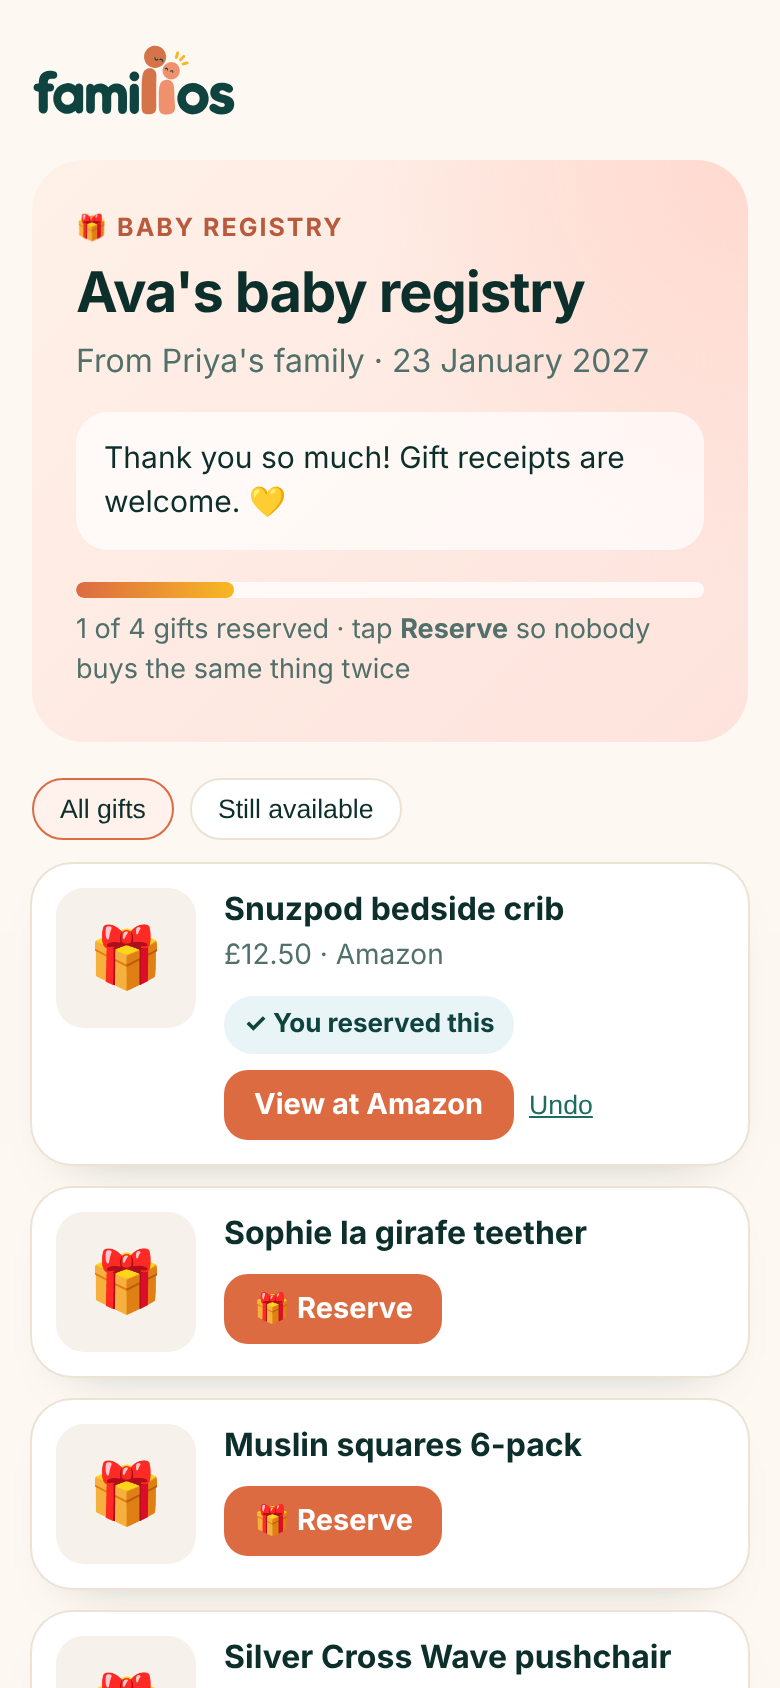 familios
🎁 BABY REGISTRY
Ava's baby registry
From Priya's family · 23 January 2027
Thank you so much! Gift receipts are
welcome. 💛
1 of 4 gifts reserved · tap Reserve so nobody
buys the same thing twice
All gifts
Still available
Snuzpod bedside crib
£12.50 · Amazon
✓ You reserved this
View at Amazon
Undo
Sophie la girafe teether
🎁 Reserve
Muslin squares 6-pack
🎁 Reserve
Silver Cross Wave pushchair